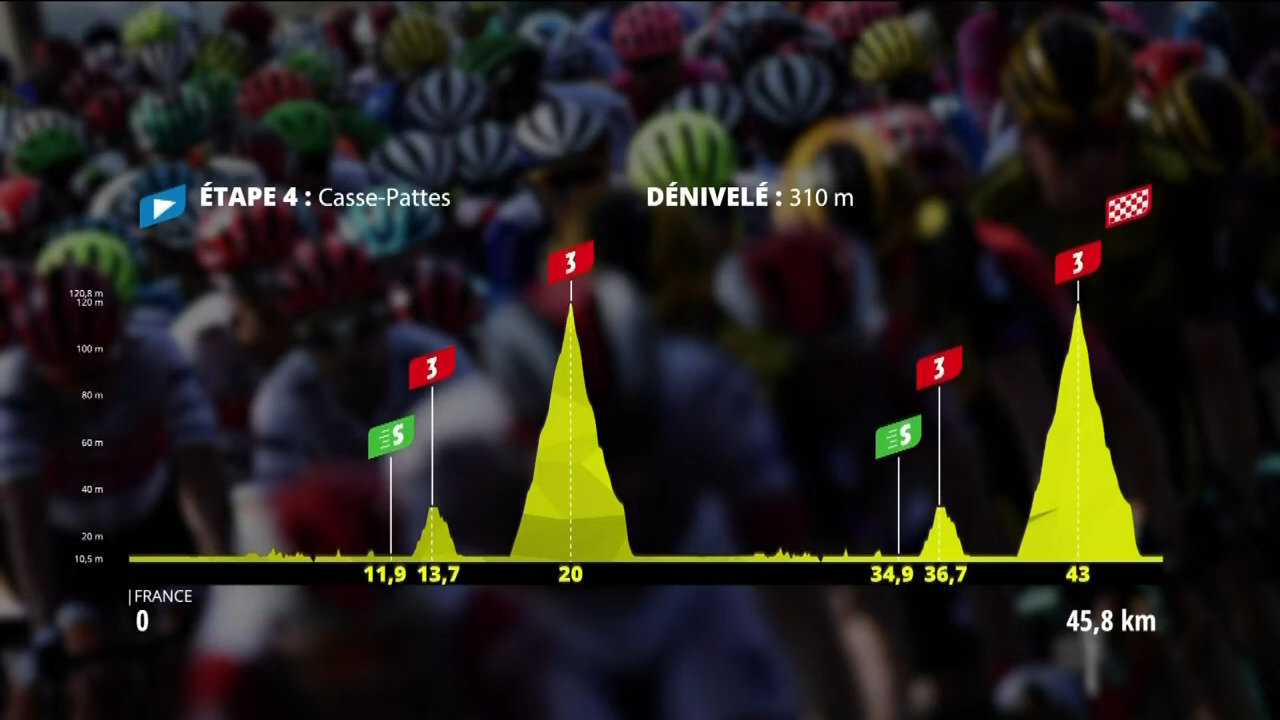 ÉTAPE 4 : Casse-Pattes
DÉNIVELÉ : 310 m
3
3
3
3
S
S
120,8 m
120 m
100 m
80 m
60 m
40 m
20 m
10,5 m
11,9 13,7 20 34,9 36,7 43
|FRANCE
0
45,8 km